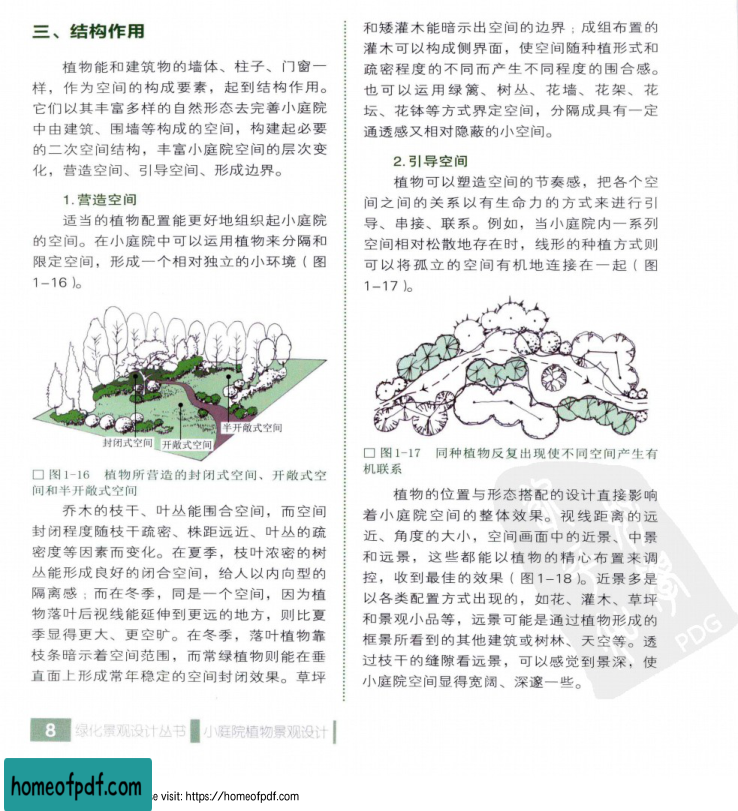 三、结构作用
植物能和建筑物的墙体、柱子、门窗一
样，作为空间的构成要素，起到结构作用。
它们以其丰富多样的自然形态去完善小庭院
中由建筑、围墙等构成的空间，构建起必要
的二次空间结构，丰富小庭院空间的层次变
化，营造空间、引导空间、形成边界。
1.营造空间
适当的植物配置能更好地组织起小庭院
的空间。在小庭院中可以运用植物来分隔和
限定空间，形成一个相对独立的小环境（图
1-16）。
半开敞式空间
封闭式空间
开敞式空间
□图1-16 植物所营造的封闭式空间、开敞式空
间和半开敞式空间
乔木的枝干、叶丛能围合空间，而空间
封闭程度随枝干疏密、株距远近、叶丛的疏
密度等因素而变化。在夏季，枝叶浓密的树
丛能形成良好的闭合空间，给人以内向型的
隔离感；而在冬季，同是一个空间，因为植
物落叶后视线能延伸到更远的地方，则比夏
季显得更大、更空旷。在冬季，落叶植物靠
枝条暗示着空间范围，而常绿植物则能在垂
直面上形成常年稳定的空间封闭效果。草坪
和矮灌木能暗示出空间的边界；成组布置的
灌木可以构成侧界面，使空间随种植形式和
疏密程度的不同而产生不同程度的围合感。
也可以运用绿篱、树丛、花墙、花架、花
坛、花钵等方式界定空间，分隔成具有一定
通透感又相对隐蔽的小空间。
2.引导空间
植物可以塑造空间的节奏感，把各个空
间之间的关系以有生命力的方式来进行引
导、串接、联系。例如，当小庭院内一系列
空间相对松散地存在时，线形的种植方式则
可以将孤立的空间有机地连接在一起（图
1-17）。
□图1-17 同种植物反复出现使不同空间产生有
机联系
植物的位置与形态搭配的设计直接影响
着小庭院空间的整体效果。视线距离的远
近、角度的大小，空间画面中的近景、中景
和远景，这些都能以植物的精心布置来调
控，收到最佳的效果（图1-18）。近景多是
以各类配置方式出现的，如花、灌木、草坪
和景观小品等，远景可能是通过植物形成的
框景所看到的其他建筑或树林、天空等。透
过枝干的缝隙看远景，可以感觉到景深，使
小庭院空间显得宽阔、深邃一些。
PDG
8 绿化景观设计丛书 小庭院植物景观设计
homeofpdf.com
e visit: https://homeofpdf.com